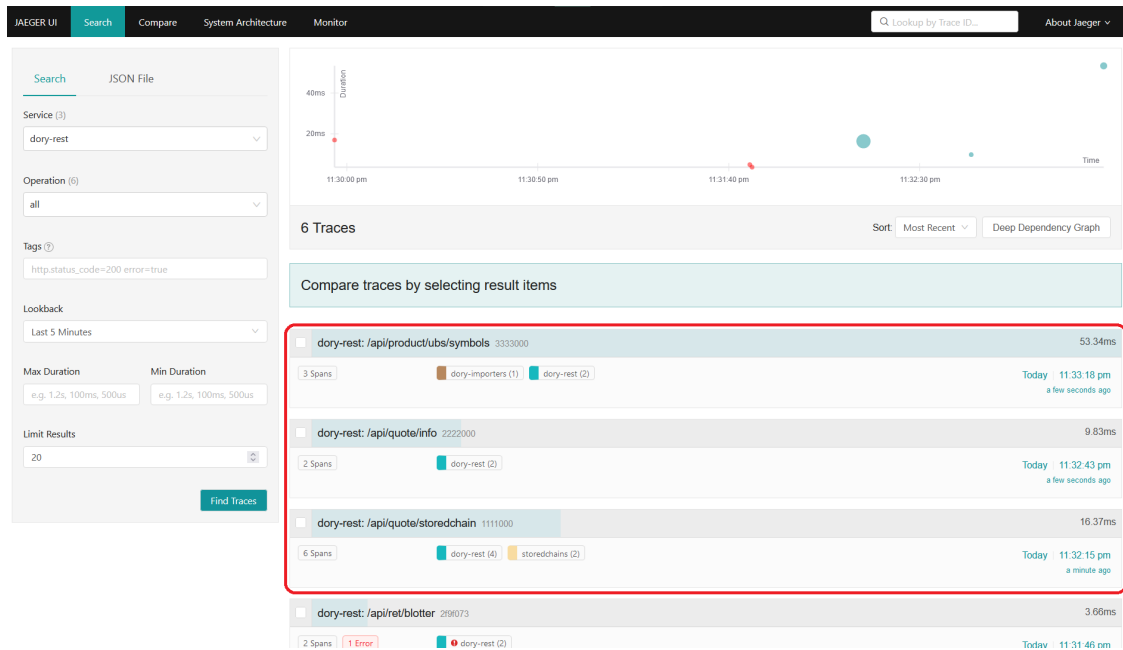 JAEGER UI Search Compare System Architecture Monitor Lookup by Trace ID... About Jaeger
Search JSON File
Service (3)
dory-rest
Operation (6)
all
Tags
http.status_code=200 error=true
Lookback
Last 5 Minutes
Max Duration Min Duration
e.g. 1.2s, 100ms, 500us e.g. 1.2s, 100ms, 500us
Limit Results
20
Find Traces
Duration
40ms
20ms
Time
11:30:00 pm 11:30:50 pm 11:31:40 pm 11:32:30 pm
6 Traces Sort: Most Recent Deep Dependency Graph
Compare traces by selecting result items
dory-rest: /api/product/ubs/symbols 3333000 53.34ms
3 Spans dory-importers (1) dory-rest (2) Today 11:33:18 pm
a few seconds ago
dory-rest: /api/quote/info 2222000 9.83ms
2 Spans dory-rest (2) Today 11:32:43 pm
a few seconds ago
dory-rest: /api/quote/storedchain 1111000 16.37ms
6 Spans dory-rest (4) storedchains (2) Today 11:32:15 pm
a minute ago
dory-rest: /api/ret/blotter 2f9f073 3.66ms
2 Spans 1 Error dory-rest (2) Today 11:31:46 pm